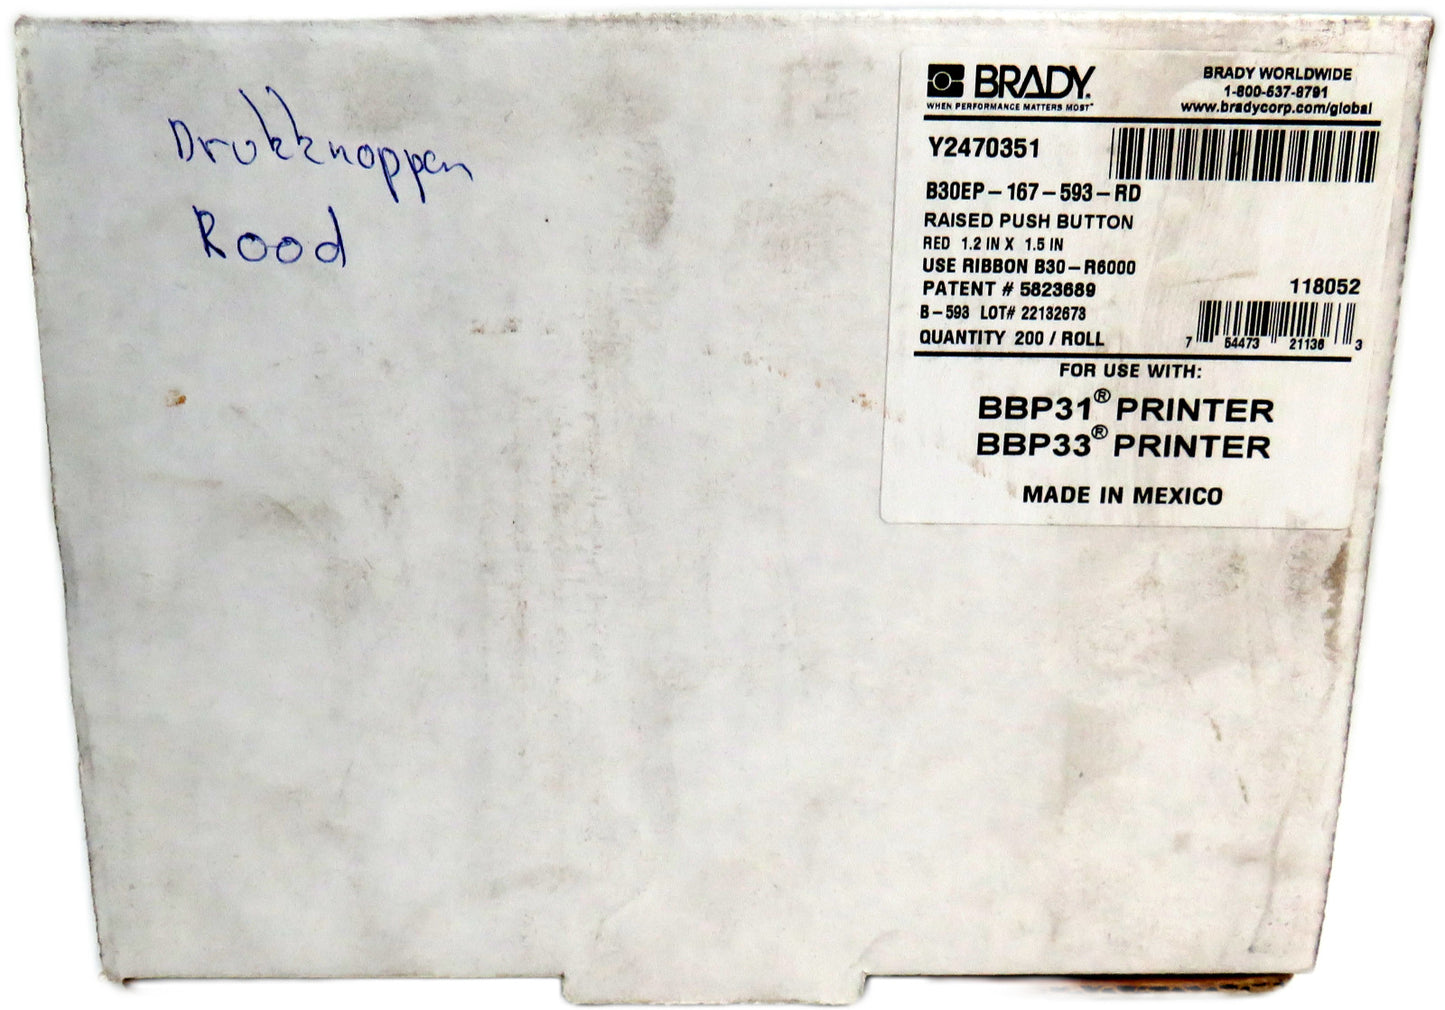 Drukknoppen
Rood
BRADY.
WHEN PERFORMANCE MATTERS MOST™
BRADY WORLDWIDE
1-800-537-8791
www.bradycorp.com/global
Y2470351
B30EP-167-593-RD
RAISED PUSH BUTTON
RED 1.2 IN X 1.5 IN
USE RIBBON B30-R6000
PATENT # 5823689
118052
B-593 LOT# 22132673
QUANTITY 200 / ROLL
7 54473 21136 3
FOR USE WITH:
BBP31® PRINTER
BBP33® PRINTER
MADE IN MEXICO